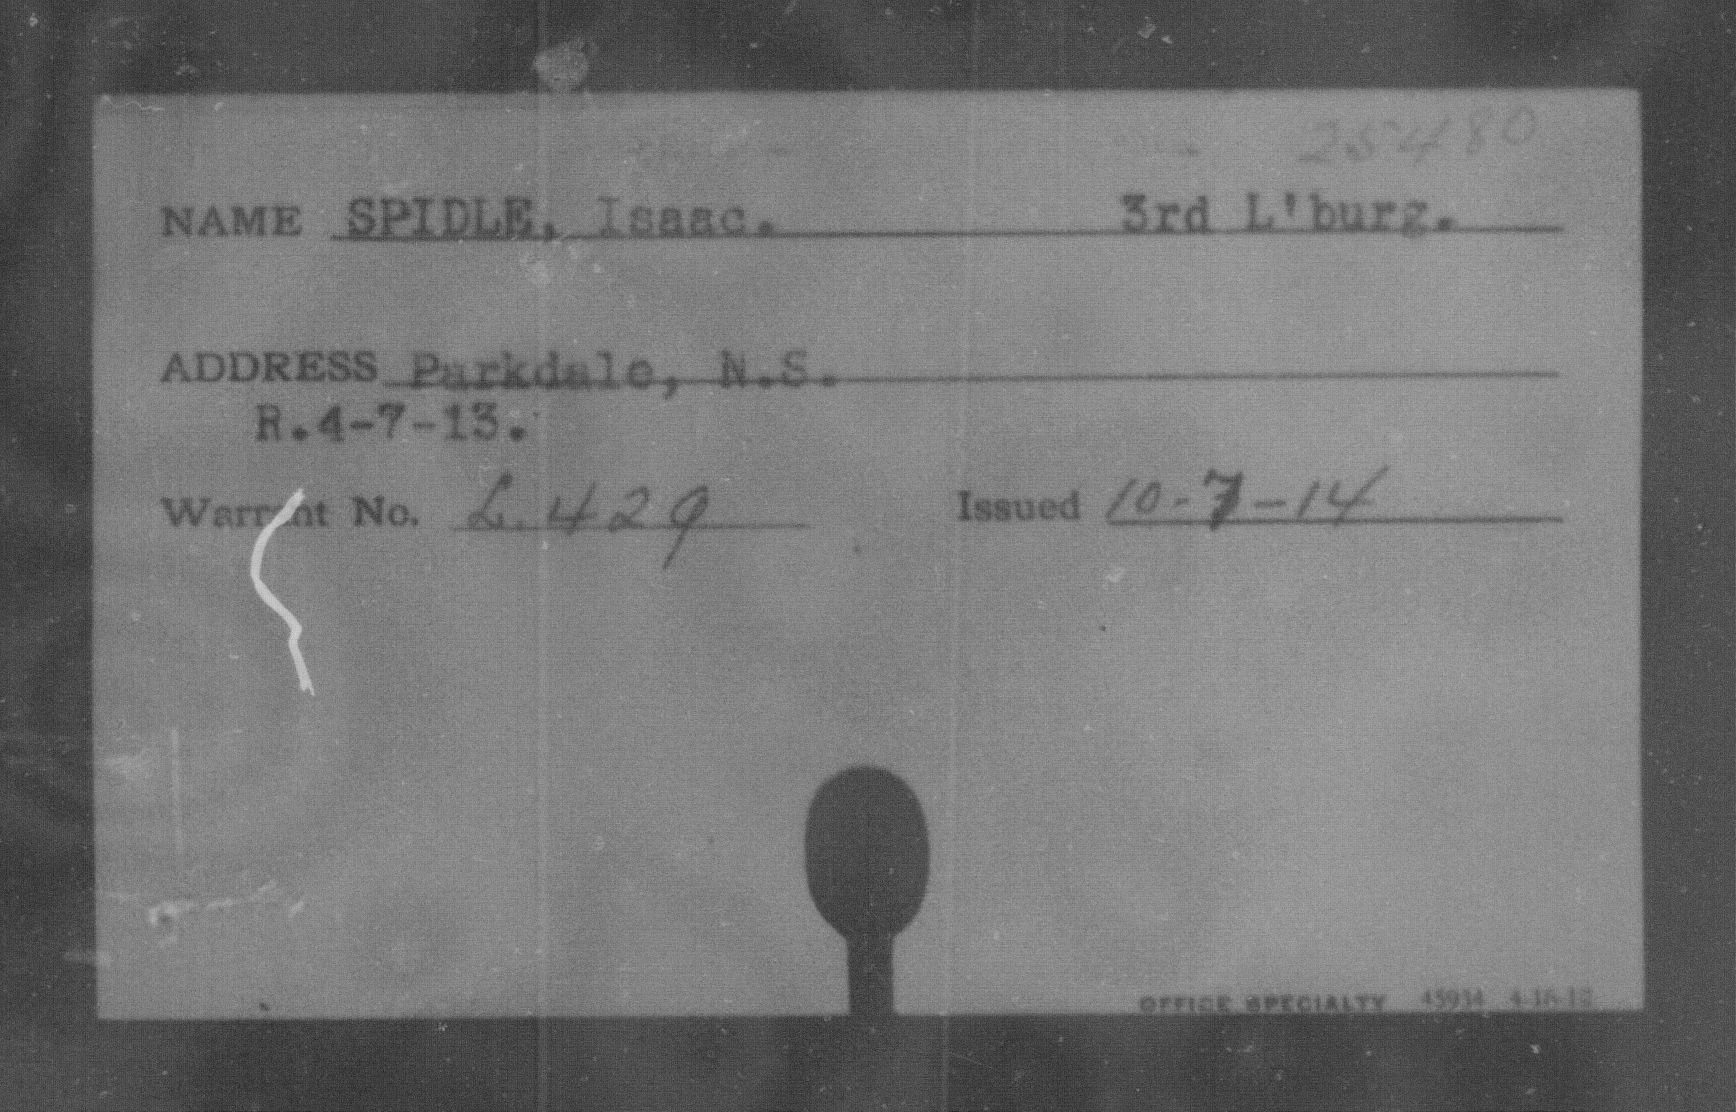 25480
NAME SPIDLE, Isaac. 3rd L'burg.
ADDRESS Parkdale, N.S.
R.4-7-13.
Warrant No. L.429 Issued 10-7-14
OFFICE SPECIALTY